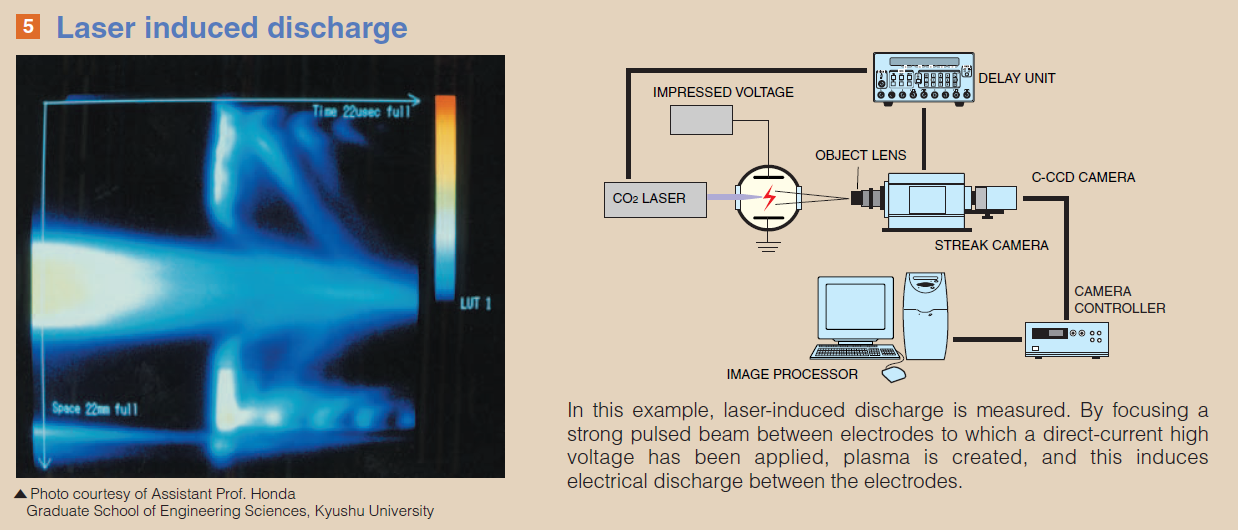 5 Laser induced discharge
Time 22usec full
LUT 1
Space 22mm full
▲ Photo courtesy of Assistant Prof. Honda
Graduate School of Engineering Sciences, Kyushu University
DELAY UNIT
IMPRESSED VOLTAGE
OBJECT LENS
C-CCD CAMERA
CO2 LASER
STREAK CAMERA
CAMERA
CONTROLLER
IMAGE PROCESSOR
In this example, laser-induced discharge is measured. By focusing a
strong pulsed beam between electrodes to which a direct-current high
voltage has been applied, plasma is created, and this induces
electrical discharge between the electrodes.